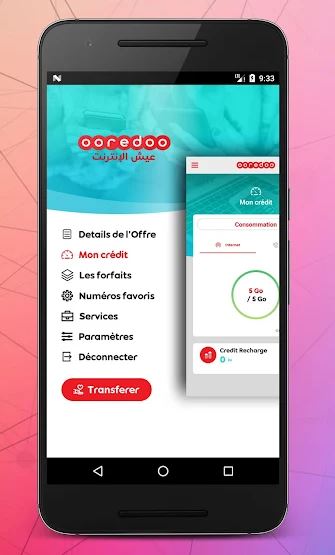 9:33
ooredoo
عيش الإنترنت
Details de l'Offre
Mon crédit
Les forfaits
Numéros favoris
Services
Paramètres
Déconnecter
Transferer
ooredoo
Mon crédit
Consommation
Internet
5 Go
/ 5 Go
Credit Recharge
0